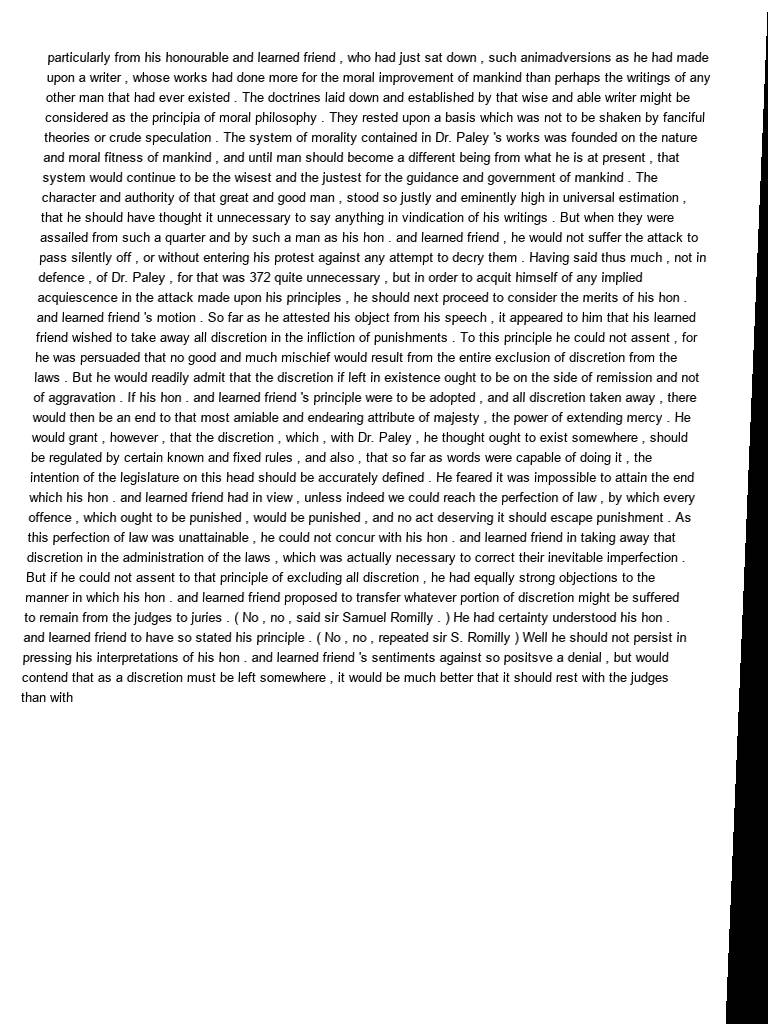 particularly from his honourable and learned friend , who had just sat down , such animadversions as he had made
upon a writer , whose works had done more for the moral improvement of mankind than perhaps the writings of any
other man that had ever existed . The doctrines laid down and established by that wise and able writer might be
considered as the principia of moral philosophy . They rested upon a basis which was not to be shaken by fanciful
theories or crude speculation . The system of morality contained in Dr. Paley 's works was founded on the nature
and moral fitness of mankind , and until man should become a different being from what he is at present , that
system would continue to be the wisest and the justest for the guidance and government of mankind . The
character and authority of that great and good man , stood so justly and eminently high in universal estimation ,
that he should have thought it unnecessary to say anything in vindication of his writings . But when they were
assailed from such a quarter and by such a man as his hon . and learned friend , he would not suffer the attack to
pass silently off , or without entering his protest against any attempt to decry them . Having said thus much , not in
defence , of Dr. Paley , for that was 372 quite unnecessary , but in order to acquit himself of any implied
acquiescence in the attack made upon his principles , he should next proceed to consider the merits of his hon .
and learned friend 's motion . So far as he attested his object from his speech , it appeared to him that his learned
friend wished to take away all discretion in the infliction of punishments . To this principle he could not assent , for
he was persuaded that no good and much mischief would result from the entire exclusion of discretion from the
laws . But he would readily admit that the discretion if left in existence ought to be on the side of remission and not
of aggravation . If his hon . and learned friend 's principle were to be adopted , and all discretion taken away , there
would then be an end to that most amiable and endearing attribute of majesty , the power of extending mercy . He
would grant , however , that the discretion , which , with Dr. Paley , he thought ought to exist somewhere , should
be regulated by certain known and fixed rules , and also , that so far as words were capable of doing it , the
intention of the legislature on this head should be accurately defined . He feared it was impossible to attain the end
which his hon . and learned friend had in view , unless indeed we could reach the perfection of law , by which every
offence , which ought to be punished , would be punished , and no act deserving it should escape punishment . As
this perfection of law was unattainable , he could not concur with his hon . and learned friend in taking away that
discretion in the administration of the laws , which was actually necessary to correct their inevitable imperfection .
But if he could not assent to that principle of excluding all discretion , he had equally strong objections to the
manner in which his hon . and learned friend proposed to transfer whatever portion of discretion might be suffered
to remain from the judges to juries . ( No , no , said sir Samuel Romilly . ) He had certainty understood his hon .
and learned friend to have so stated his principle . ( No , no , repeated sir S. Romilly ) Well he should not persist in
pressing his interpretations of his hon . and learned friend 's sentiments against so positsve a denial , but would
contend that as a discretion must be left somewhere , it would be much better that it should rest with the judges
than with